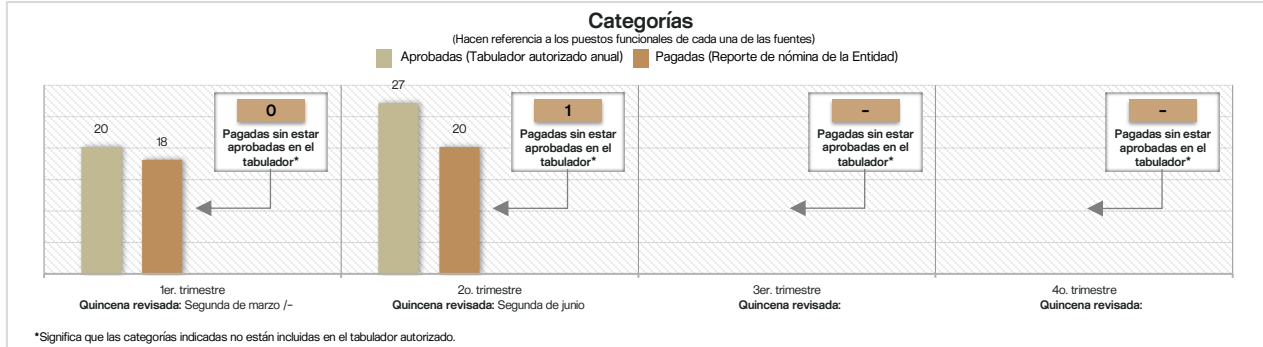 Categorías
(Hacen referencia a los puestos funcionales de cada una de las fuentes)
Aprobadas (Tabulador autorizado anual) Pagadas (Reporte de nómina de la Entidad)
20
18
0
Pagadas sin estar
aprobadas en el
tabulador*
27
20
1
Pagadas sin estar
aprobadas en el
tabulador*
-
Pagadas sin estar
aprobadas en el
tabulador*
-
Pagadas sin estar
aprobadas en el
tabulador*
1er. trimestre
Quincena revisada: Segunda de marzo /-
2o. trimestre
Quincena revisada: Segunda de junio
3er. trimestre
Quincena revisada:
4o. trimestre
Quincena revisada:
*Significa que las categorías indicadas no están incluidas en el tabulador autorizado.